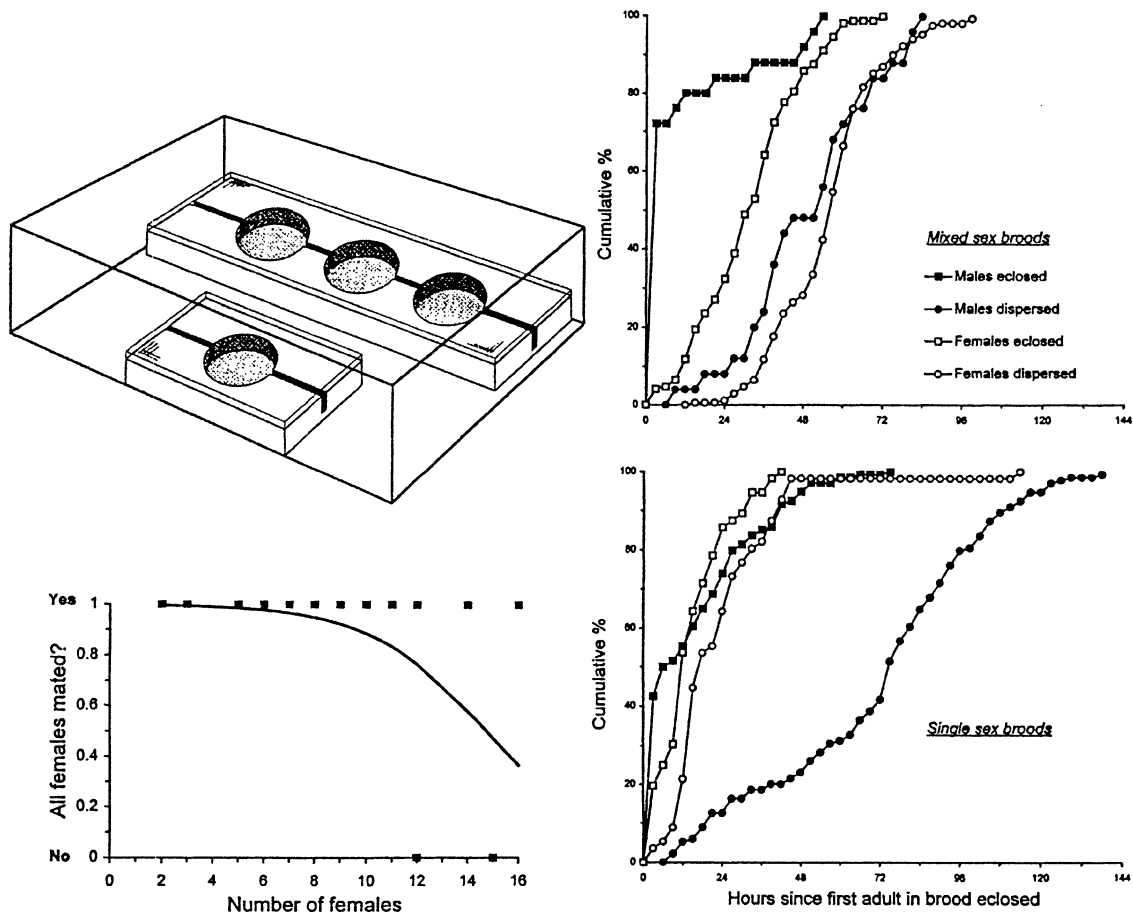 100
80
60
40
20
0
Cumulative %
Mixed sex broods
Males eclosed
Males dispersed
Females eclosed
Females dispersed
0 24 48 72 96 120 144
Yes
No
1
0.8
0.6
0.4
0.2
0
All females mated?
0 2 4 6 8 10 12 14 16
Number of females
100
80
60
40
20
0
Cumulative %
Single sex broods
0 24 48 72 96 120 144
Hours since first adult in brood eclosed